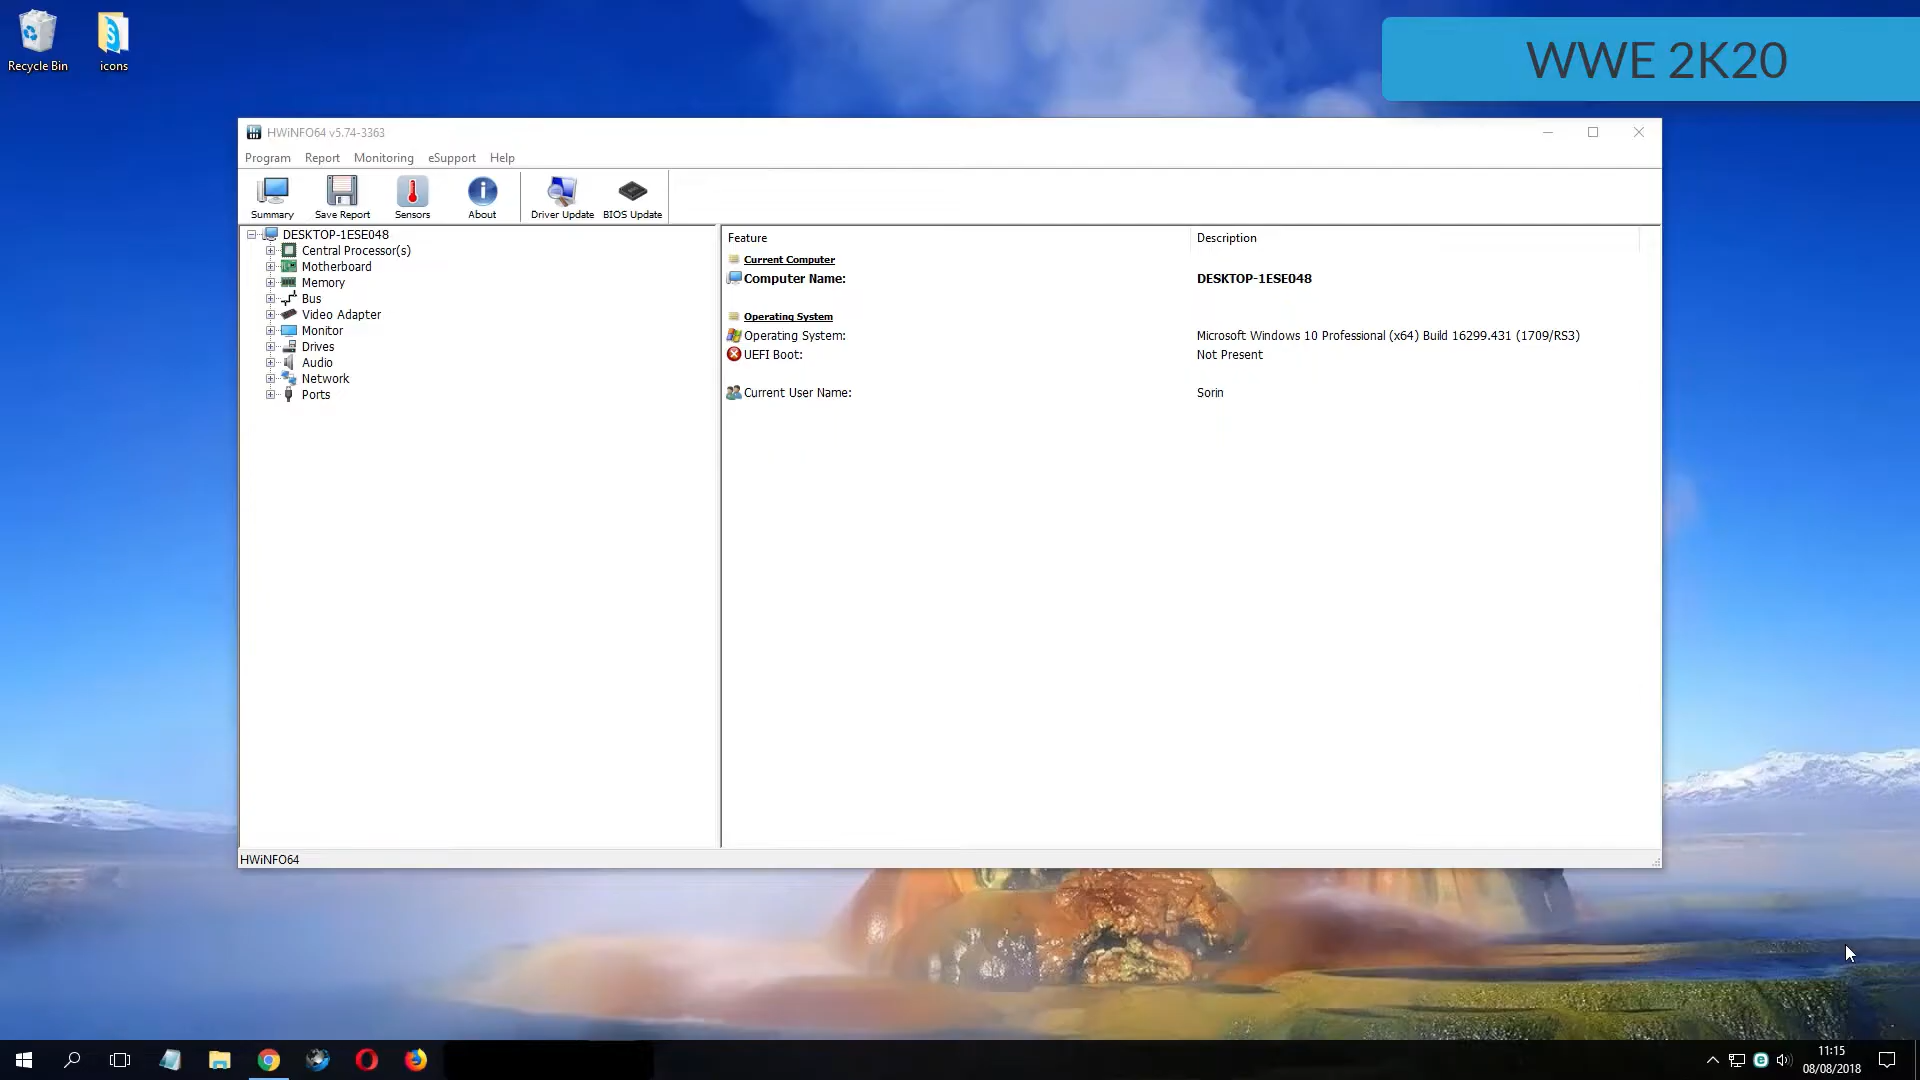 Recycle Bin
icons
WWE 2K20
HWiNFO64 v5.74-3363
Program Report Monitoring eSupport Help
Summary Save Report Sensors About Driver Update BIOS Update
DESKTOP-1ESE048
Central Processor(s)
Motherboard
Memory
Bus
Video Adapter
Monitor
Drives
Audio
Network
Ports
Feature Description
Current Computer
Computer Name: DESKTOP-1ESE048
Operating System
Operating System: Microsoft Windows 10 Professional (x64) Build 16299.431 (1709/RS3)
UEFI Boot: Not Present
Current User Name: Sorin
HWiNFO64
11:15
08/08/2018